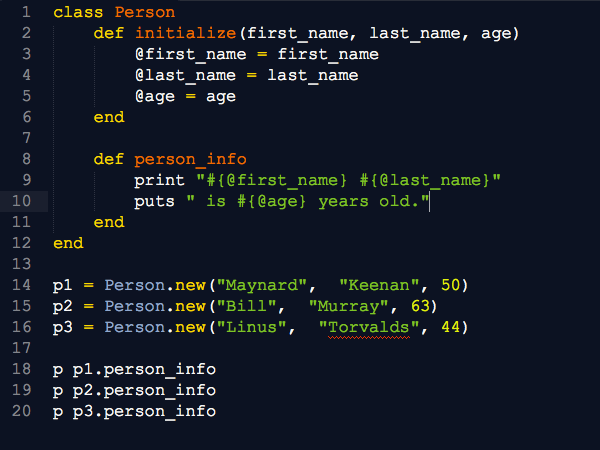 1 class Person
2     def initialize(first_name, last_name, age)
3         @first_name = first_name
4         @last_name = last_name
5         @age = age
6     end
7
8     def person_info
9         print "#{@first_name} #{@last_name}"
10         puts " is #{@age} years old."
11     end
12 end
13
14 p1 = Person.new("Maynard",  "Keenan", 50)
15 p2 = Person.new("Bill",  "Murray", 63)
16 p3 = Person.new("Linus",  "Torvalds", 44)
17
18 p p1.person_info
19 p p2.person_info
20 p p3.person_info